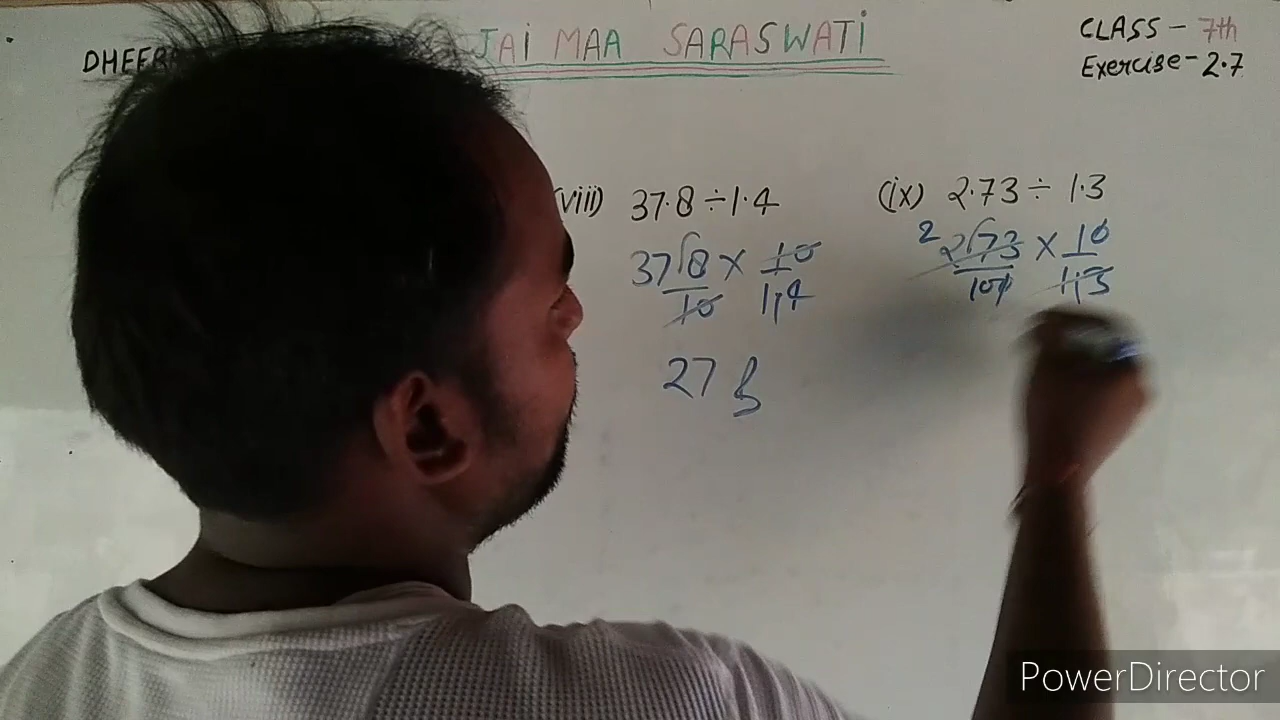 JAI MAA SARASWATI
CLASS - 7th
Exercise - 2.7
(viii) 37.8 ÷ 1.4
37.8/10 × 10/1.4
27
(ix) 2.73 ÷ 1.3
2 2.73/100 × 10/1.3
PowerDirector